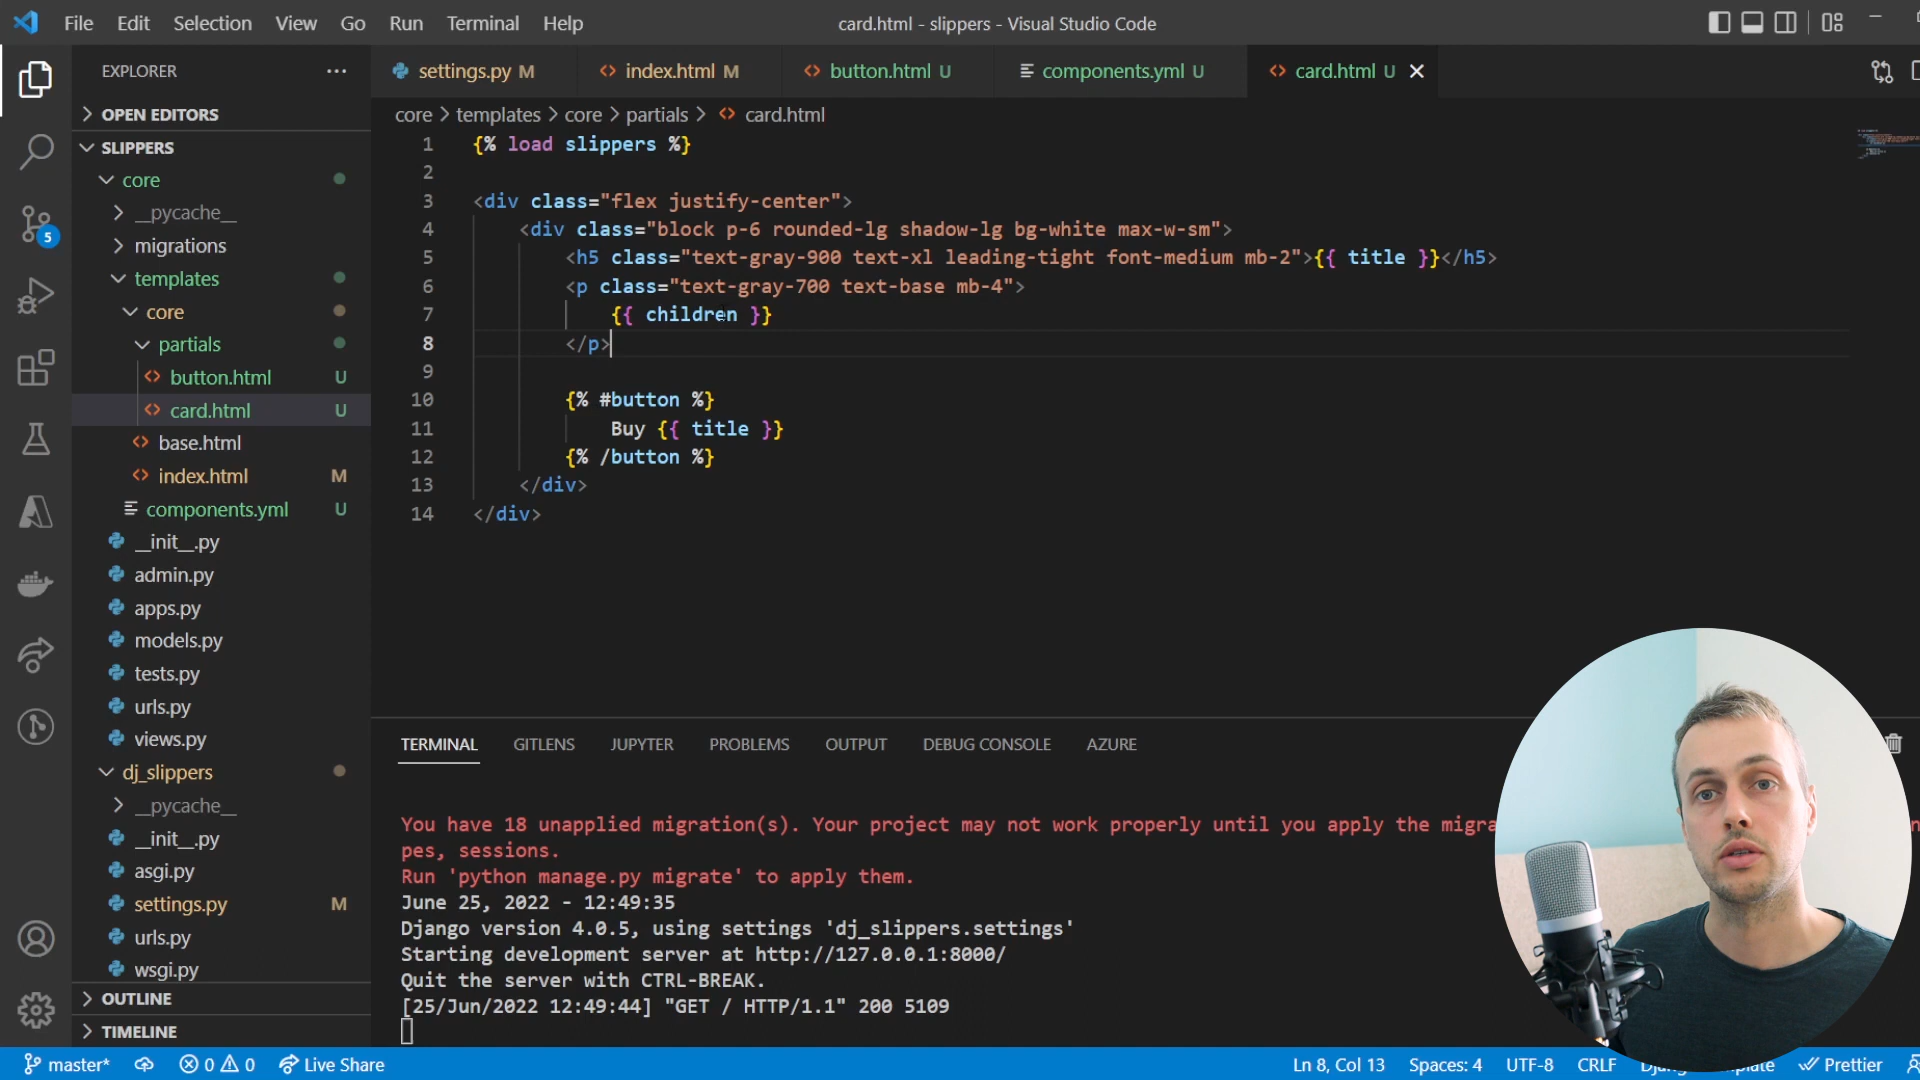 File Edit Selection View Go Run Terminal Help
card.html - slippers - Visual Studio Code
EXPLORER
settings.py M
index.html M
button.html U
components.yml U
card.html U
OPEN EDITORS
SLIPPERS
core
__pycache__
migrations
templates
core
partials
button.html U
card.html U
base.html
index.html M
components.yml U
__init__.py
admin.py
apps.py
models.py
tests.py
urls.py
views.py
dj_slippers
__pycache__
__init__.py
asgi.py
settings.py M
urls.py
wsgi.py
OUTLINE
TIMELINE
5
core > templates > core > partials > card.html
1 {% load slippers %}
2
3 <div class="flex justify-center">
4 <div class="block p-6 rounded-lg shadow-lg bg-white max-w-sm">
5 <h5 class="text-gray-900 text-xl leading-tight font-medium mb-2">{{ title }}</h5>
6 <p class="text-gray-700 text-base mb-4">
7 {{ children }}
8 </p>
9
10 {% #button %}
11 Buy {{ title }}
12 {% /button %}
13 </div>
14 </div>
TERMINAL GITLENS JUPYTER PROBLEMS OUTPUT DEBUG CONSOLE AZURE
You have 18 unapplied migration(s). Your project may not work properly until you apply the migra
pes, sessions.
Run 'python manage.py migrate' to apply them.
June 25, 2022 - 12:49:35
Django version 4.0.5, using settings 'dj_slippers.settings'
Starting development server at http://127.0.0.1:8000/
Quit the server with CTRL-BREAK.
[25/Jun/2022 12:49:44] "GET / HTTP/1.1" 200 5109
master* 0 0 Live Share
Ln 8, Col 13 Spaces: 4 UTF-8 CRLF Prettier